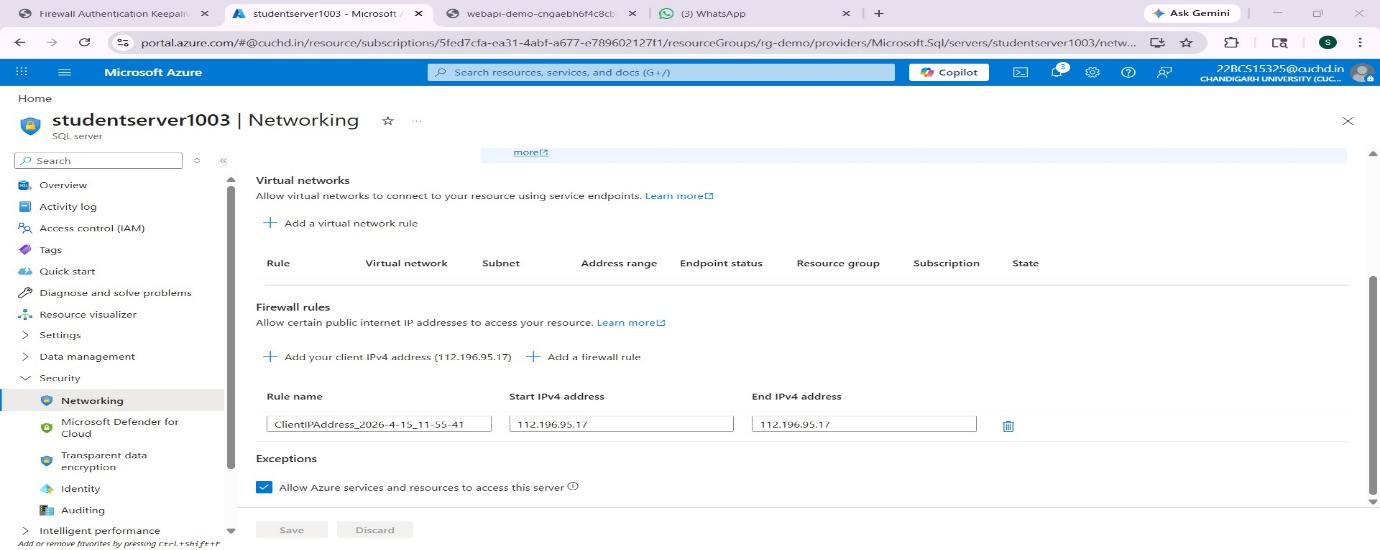 Firewall Authentication Keepaliv
studentserver1003 - Microsoft A
webapi-demo-cngaebh6f4c8cb
(3) WhatsApp
Ask Gemini
portal.azure.com/#@cuchd.in/resource/subscriptions/5fed7cfa-ea31-4abf-a677-e789602127f1/resourceGroups/rg-demo/providers/Microsoft.Sql/servers/studentserver1003/netw...
S
Microsoft Azure
Search resources, services, and docs (G+/)
Copilot
3
22BCS15325@cuchd.in
CHANDIGARH UNIVERSITY (CUC...
Home
studentserver1003 | Networking
SQL server
Search
Overview
Activity log
Access control (IAM)
Tags
Quick start
Diagnose and solve problems
Resource visualizer
Settings
Data management
Security
Networking
Microsoft Defender for
Cloud
Transparent data
encryption
Identity
Auditing
Intelligent performance
Add or remove favorites by pressing Ctrl+Shift+F
more
Virtual networks
Allow virtual networks to connect to your resource using service endpoints. Learn more
Add a virtual network rule
Rule Virtual network Subnet Address range Endpoint status Resource group Subscription State
Firewall rules
Allow certain public internet IP addresses to access your resource. Learn more
Add your client IPv4 address (112.196.95.17) Add a firewall rule
Rule name Start IPv4 address End IPv4 address
ClientIPAddress_2026-4-15_11-55-41 112.196.95.17 112.196.95.17
Exceptions
Allow Azure services and resources to access this server
Save Discard